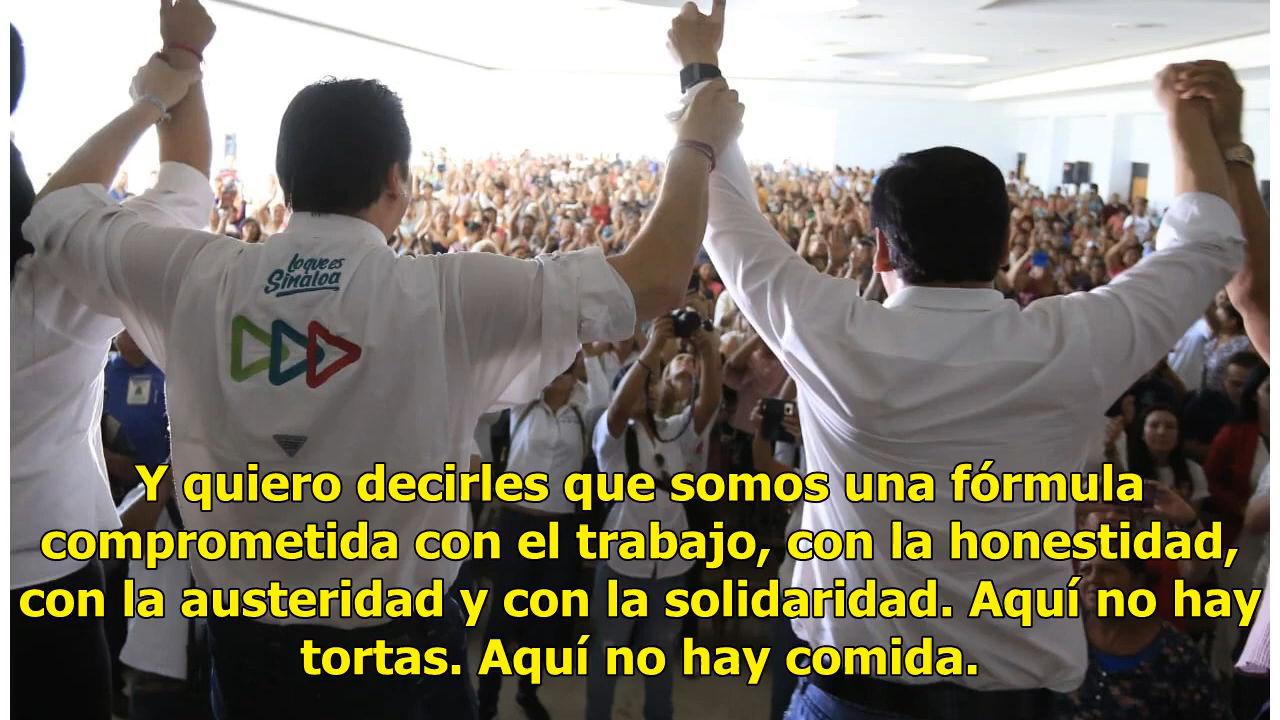 lo que es
Sinaloa
Y quiero decirles que somos una fórmula
comprometida con el trabajo, con la honestidad,
con la austeridad y con la solidaridad. Aquí no hay
tortas. Aquí no hay comida.